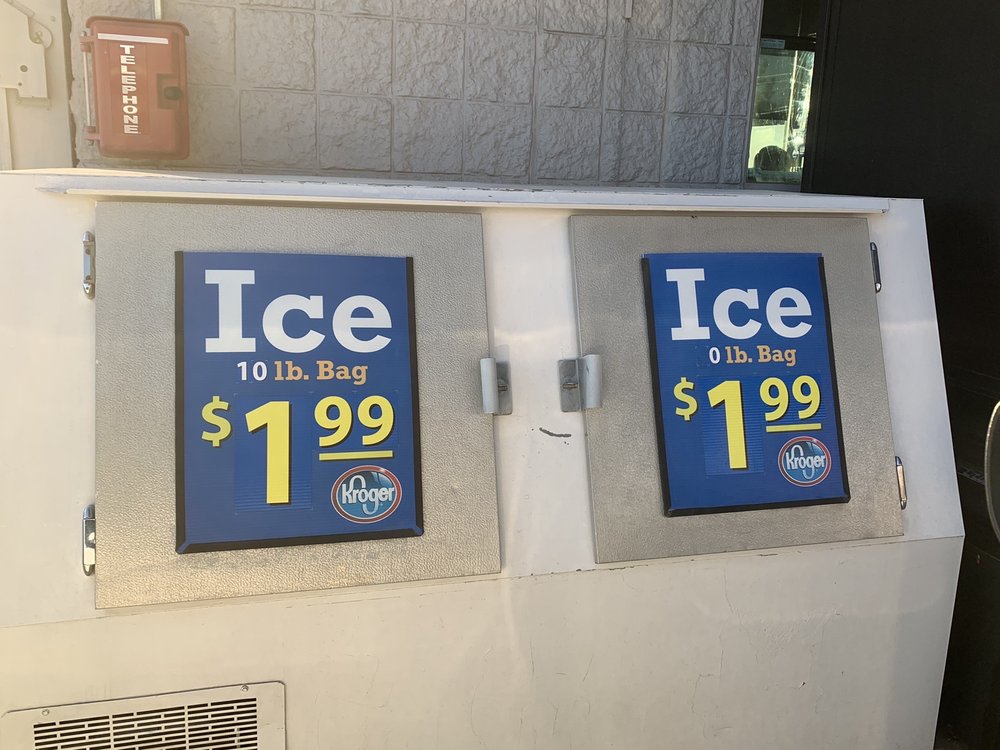 TELEPHONE
Ice
10 lb. Bag
$1.99
Kroger
Ice
0 lb. Bag
$1.99
Kroger